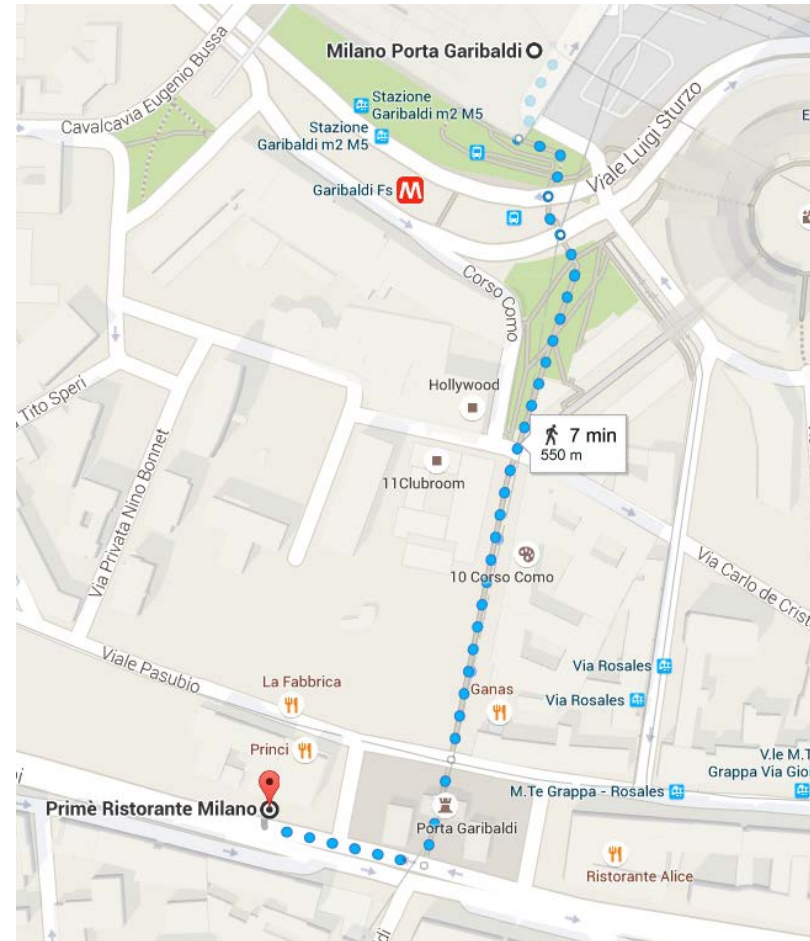 Milano Porta Garibaldi
Cavalcavia Eugenio Bussa
Stazione
Garibaldi m2 M5
Stazione
Garibaldi m2 M5
Viale Luigi Sturzo
E
Garibaldi Fs M
Corso Como
Hollywood
Tito Speri
7 min
550 m
11Clubroom
Via Privata Nino Bonnet
10 Corso Como
Via Carlo de Crist
Viale Pasubio
Via Rosales
La Fabbrica
Ganas
Via Rosales
Princi
V.le M.T
Grappa Via Gioi
M.Te Grappa - Rosales
Primè Ristorante Milano
Porta Garibaldi
Ristorante Alice
di